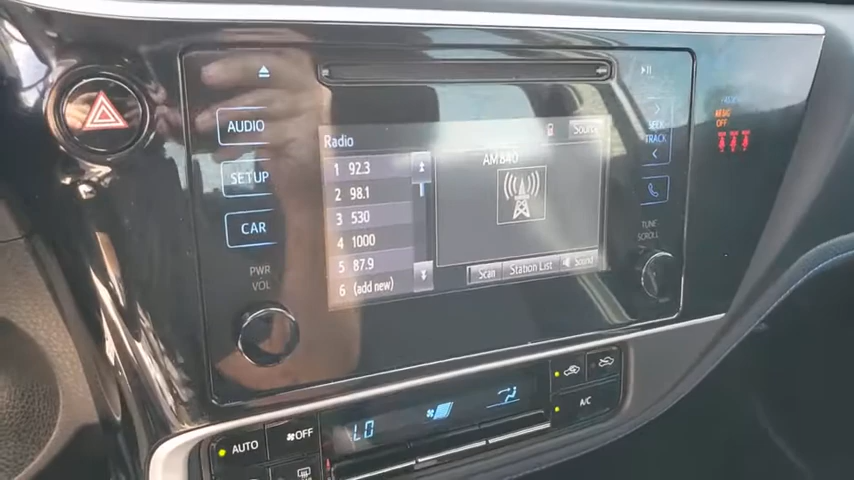 AUDIO
SETUP
CAR
PWR
VOL
Radio
1 92.3
2 98.1
3 530
4 1000
5 87.9
6 (add new)
AM840
Source
Scan
Station List
Sound
SEEK
TRACK
TUNE
SCROLL
OFF
AUTO
OFF
LO
A/C